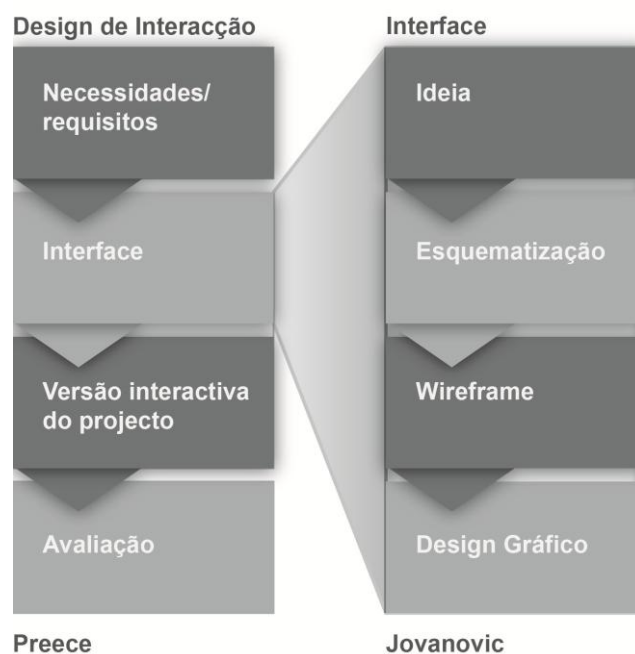 Design de Interacção
Necessidades/
requisitos
Interface
Versão interactiva
do projecto
Avaliação
Preece
Interface
Ideia
Esquematização
Wireframe
Design Gráfico
Jovanovic